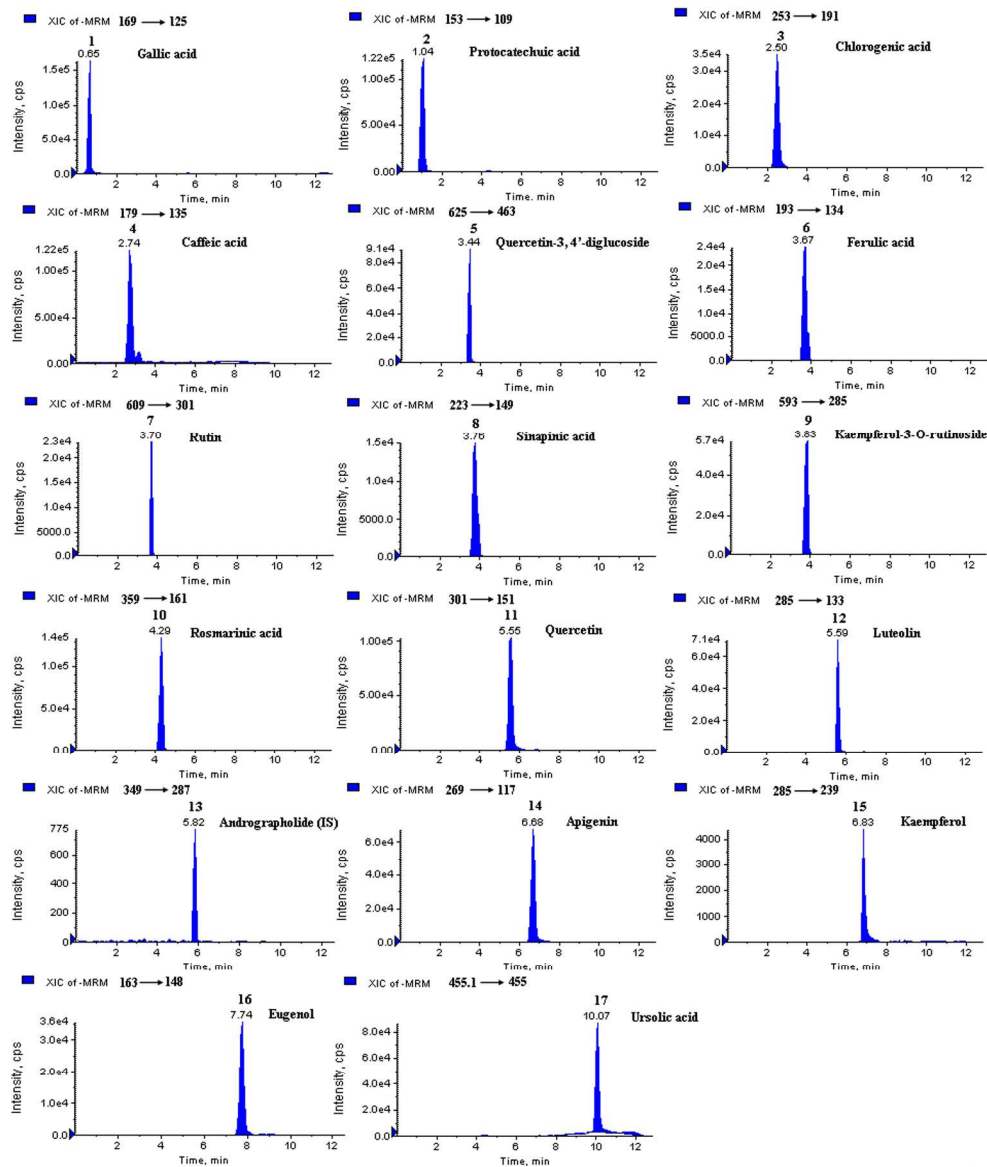 XIC of -MRM 169 → 125
1
0.65
Gallic acid
1.5e5
1.0e5
5.0e4
0.0
Intensity, cps
2 4 6 8 10 12
Time, min
XIC of -MRM 153 → 109
2
1.04
Protocatechuic acid
1.22e5
1.00e5
5.00e4
0.00
Intensity, cps
2 4 6 8 10 12
Time, min
XIC of -MRM 253 → 191
3
2.50
Chlorogenic acid
3.5e4
3.0e4
2.0e4
1.0e4
0.0
Intensity, cps
2 4 6 8 10 12
Time, min
XIC of -MRM 179 → 135
4
2.74
Caffeic acid
1.22e5
1.00e5
5.00e4
0.00
Intensity, cps
2 4 6 8 10 12
Time, min
XIC of -MRM 625 → 463
5
3.44
Quercetin-3, 4’-diglucoside
9.1e4
8.0e4
6.0e4
4.0e4
2.0e4
0.0
Intensity, cps
2 4 6 8 10 12
Time, min
XIC of -MRM 193 → 134
6
3.67
Ferulic acid
2.4e4
2.0e4
1.5e4
1.0e4
5000.0
0.0
Intensity, cps
2 4 6 8 10 12
Time, min
XIC of -MRM 609 → 301
7
3.70
Rutin
2.3e4
2.0e4
1.5e4
1.0e4
5000.0
0.0
Intensity, cps
2 4 6 8 10 12
Time, min
XIC of -MRM 223 → 149
8
3.76
Sinapinic acid
1.5e4
1.0e4
5000.0
0.0
Intensity, cps
2 4 6 8 10 12
Time, min
XIC of -MRM 593 → 285
9
3.83
Kaempferol-3-O-rutinoside
5.7e4
4.0e4
2.0e4
0.0
Intensity, cps
2 4 6 8 10 12
Time, min
XIC of -MRM 359 → 161
10
4.29
Rosmarinic acid
1.4e5
1.0e5
5.0e4
0.0
Intensity, cps
2 4 6 8 10 12
Time, min
XIC of -MRM 301 → 151
11
5.55
Quercetin
1.00e5
5.00e4
0.00
Intensity, cps
2 4 6 8 10 12
Time, min
XIC of -MRM 285 → 133
12
5.59
Luteolin
7.1e4
6.0e4
4.0e4
2.0e4
0.0
Intensity, cps
2 4 6 8 10 12
Time, min
XIC of -MRM 349 → 287
13
5.82
Andrographolide (IS)
775
600
400
200
0
Intensity, cps
2 4 6 8 10 12
Time, min
XIC of -MRM 269 → 117
14
6.68
Apigenin
6.0e4
4.0e4
2.0e4
0.0
Intensity, cps
2 4 6 8 10 12
Time, min
XIC of -MRM 285 → 239
15
6.83
Kaempferol
4000
3000
2000
1000
0
Intensity, cps
2 4 6 8 10 12
Time, min
XIC of -MRM 163 → 148
16
7.74
Eugenol
3.6e4
3.0e4
2.0e4
1.0e4
0.0
Intensity, cps
2 4 6 8 10 12
Time, min
XIC of -MRM 455.1 → 455
17
10.07
Ursolic acid
8.0e4
6.0e4
4.0e4
2.0e4
0.0
Intensity, cps
2 4 6 8 10 12
Time, min